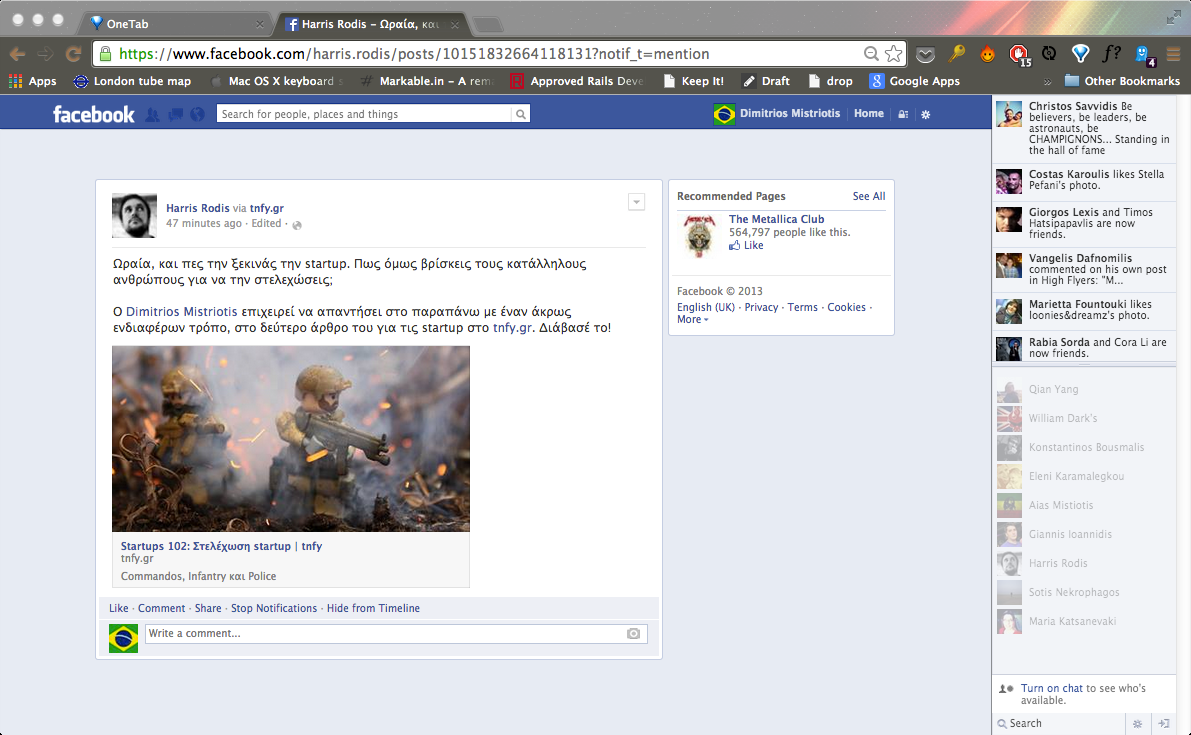 OneTab
Harris Rodis – Ωραία, και
https://www.facebook.com/harris.rodis/posts/10151832664118131?notif_t=mention
f?
15
4
Apps
London tube map
Mac OS X keyboard s
Markable.in – A rema
Approved Rails Deve
Keep It!
Draft
drop
Google Apps
»
Other Bookmarks
facebook
Search for people, places and things
Dimitrios Mistriotis
Home
Harris Rodis via tnfy.gr
47 minutes ago · Edited ·
Ωραία, και πες την ξεκινάς την startup. Πως όμως βρίσκεις τους κατάλληλους
ανθρώπους για να την στελεχώσεις;
Ο Dimitrios Mistriotis επιχειρεί να απαντήσει στο παραπάνω με έναν άκρως
ενδιαφέρων τρόπο, στο δεύτερο άρθρο του για τις startup στο tnfy.gr. Διάβασέ το!
Startups 102: Στελέχωση startup | tnfy
tnfy.gr
Commandos, Infantry και Police
Like · Comment · Share · Stop Notifications · Hide from Timeline
Write a comment...
Recommended Pages
See All
The Metallica Club
564,797 people like this.
Like
Facebook © 2013
English (UK) · Privacy · Terms · Cookies ·
More
Christos Savvidis Be
believers, be leaders, be
astronauts, be
CHAMPIGNONS... Standing in
the hall of fame
Costas Karoulis likes Stella
Pefani's photo.
Giorgos Lexis and Timos
Hatsipapavlis are now
friends.
Vangelis Dafnomilis
commented on his own post
in High Flyers: "M...
Marietta Fountouki likes
loonies&dreamz's photo.
Rabia Sorda and Cora Li are
now friends.
Qian Yang
William Dark's
Konstantinos Bousmalis
Eleni Karamalegkou
Aias Mistiotis
Giannis Ioannidis
Harris Rodis
Sotis Nekrophagos
Maria Katsanevaki
Turn on chat to see who's
available.
Search